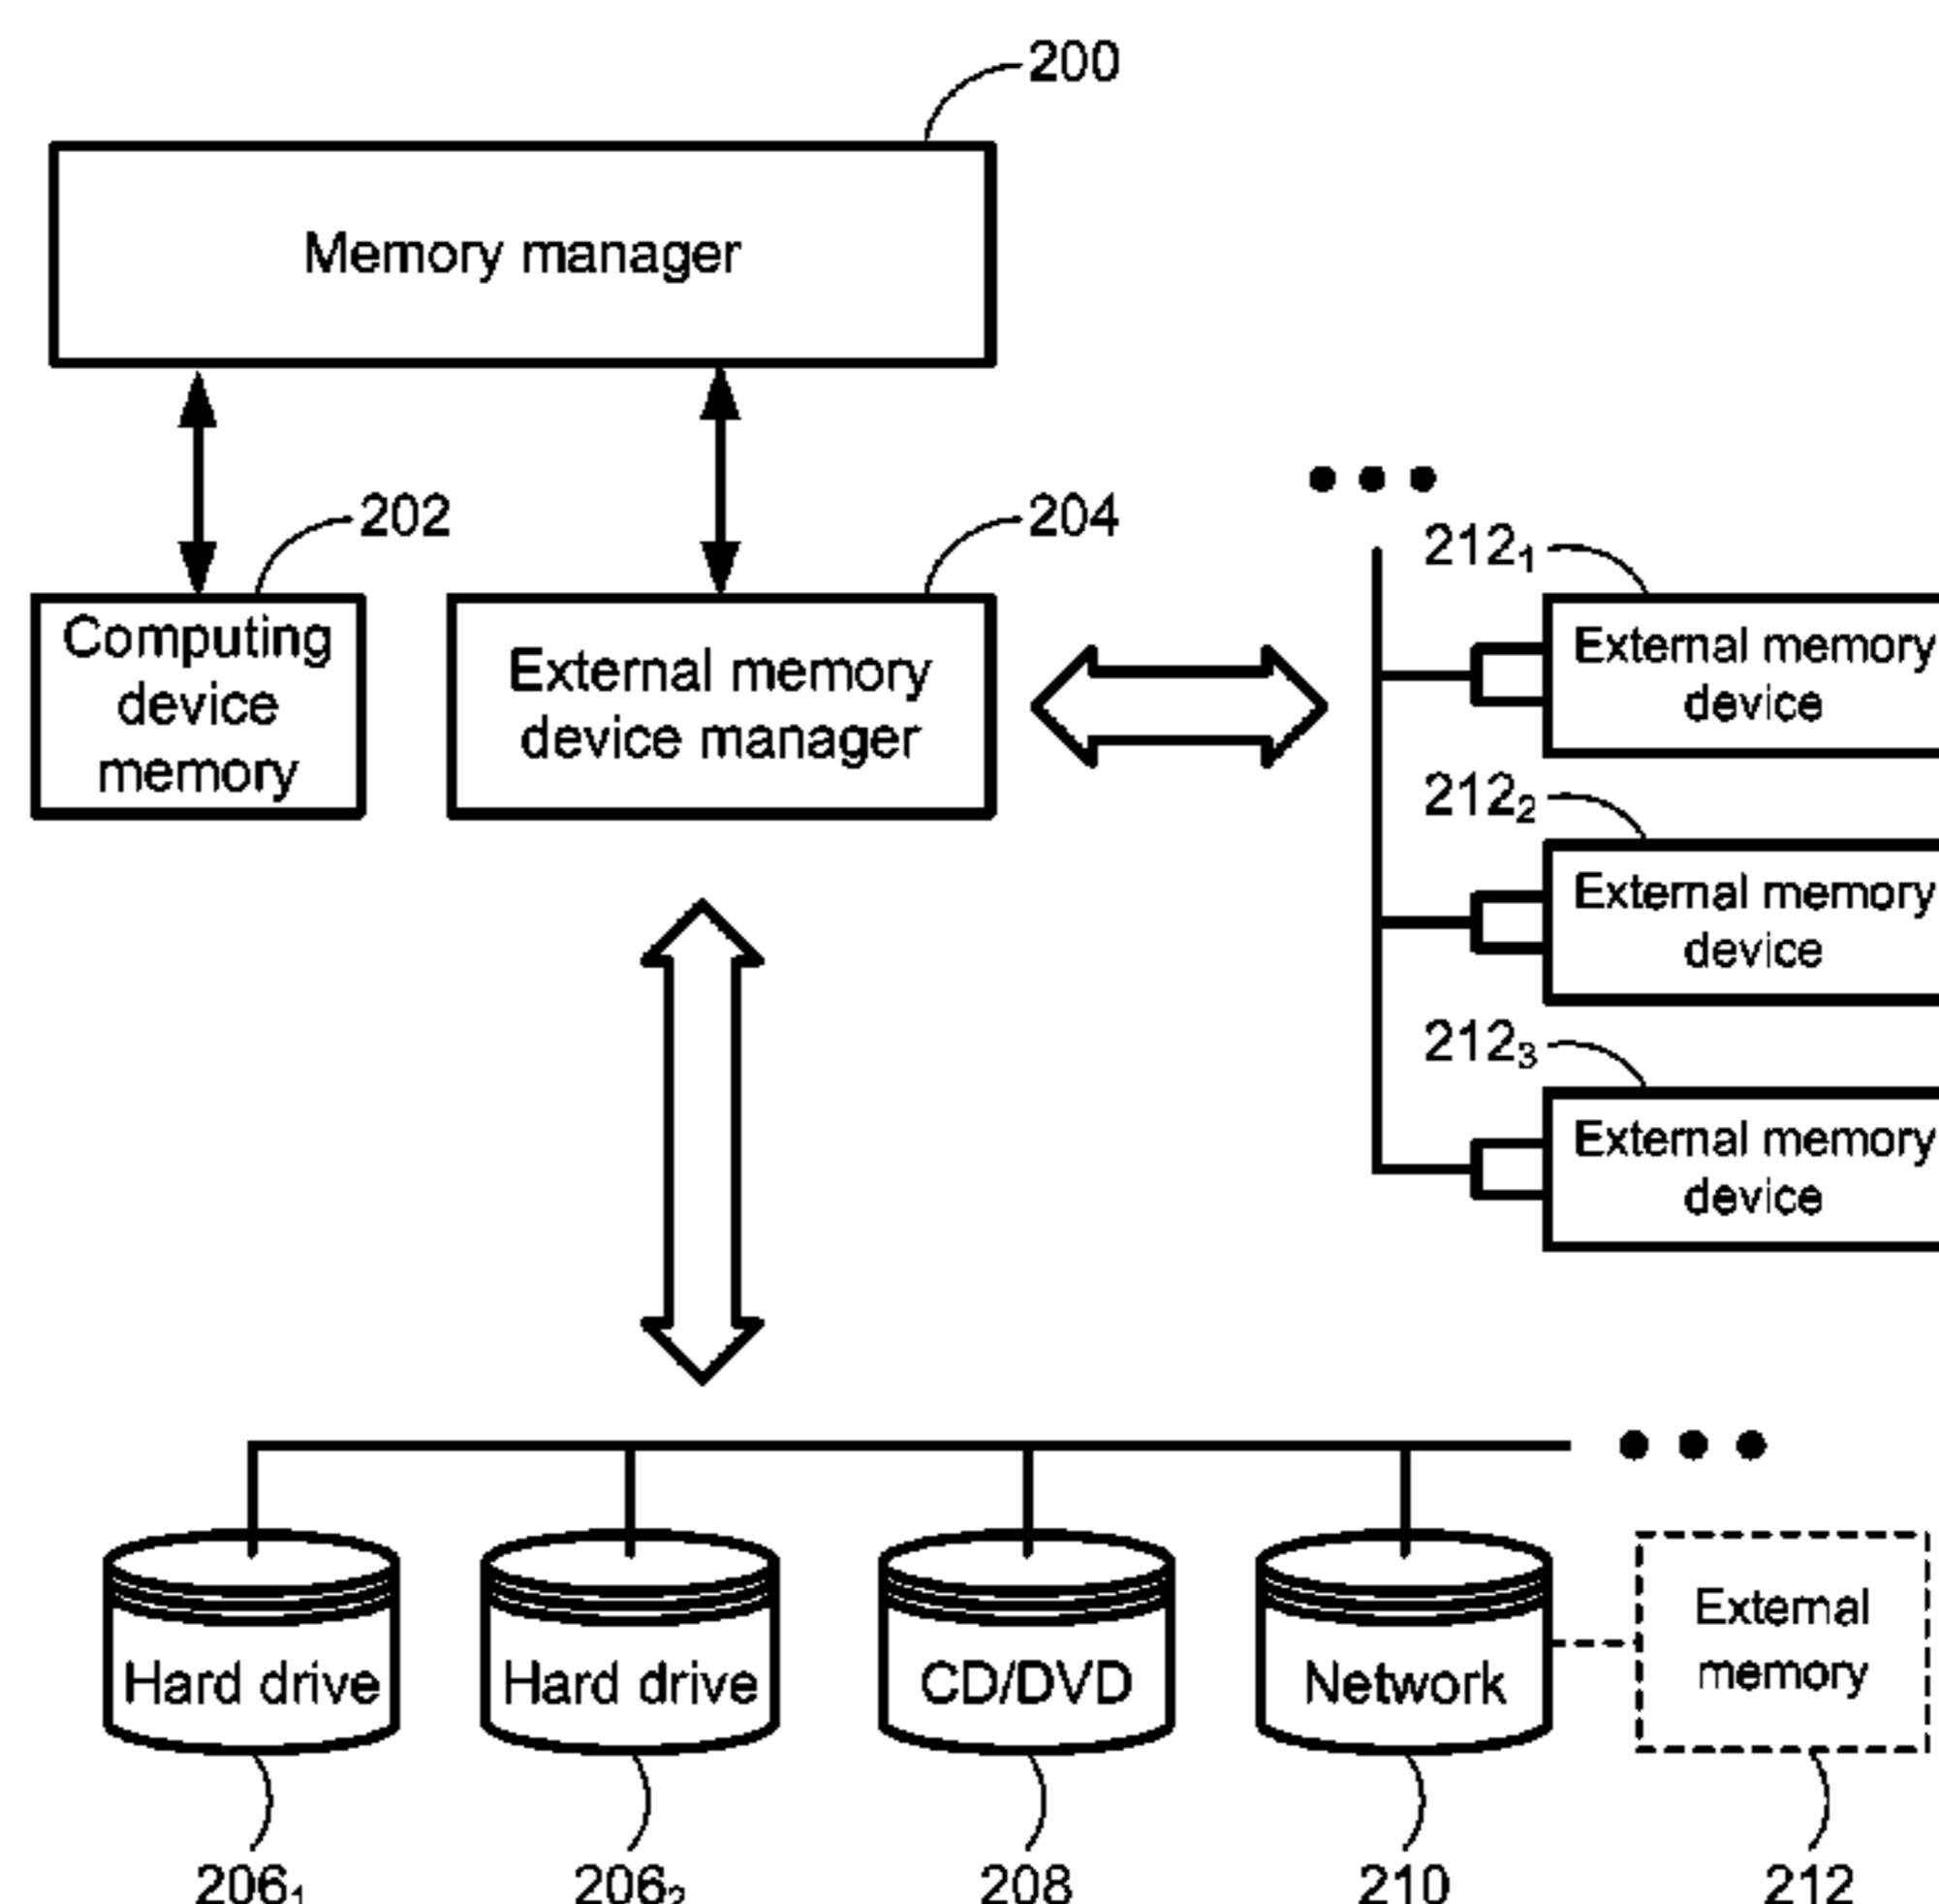 200
Memory manager
202
204
Computing
device
memory
External memory
device manager
212₁
External memory
device
212₂
External memory
device
212₃
External memory
device
Hard drive
Hard drive
CD/DVD
Network
External
memory
206₁
206₂
208
210
212